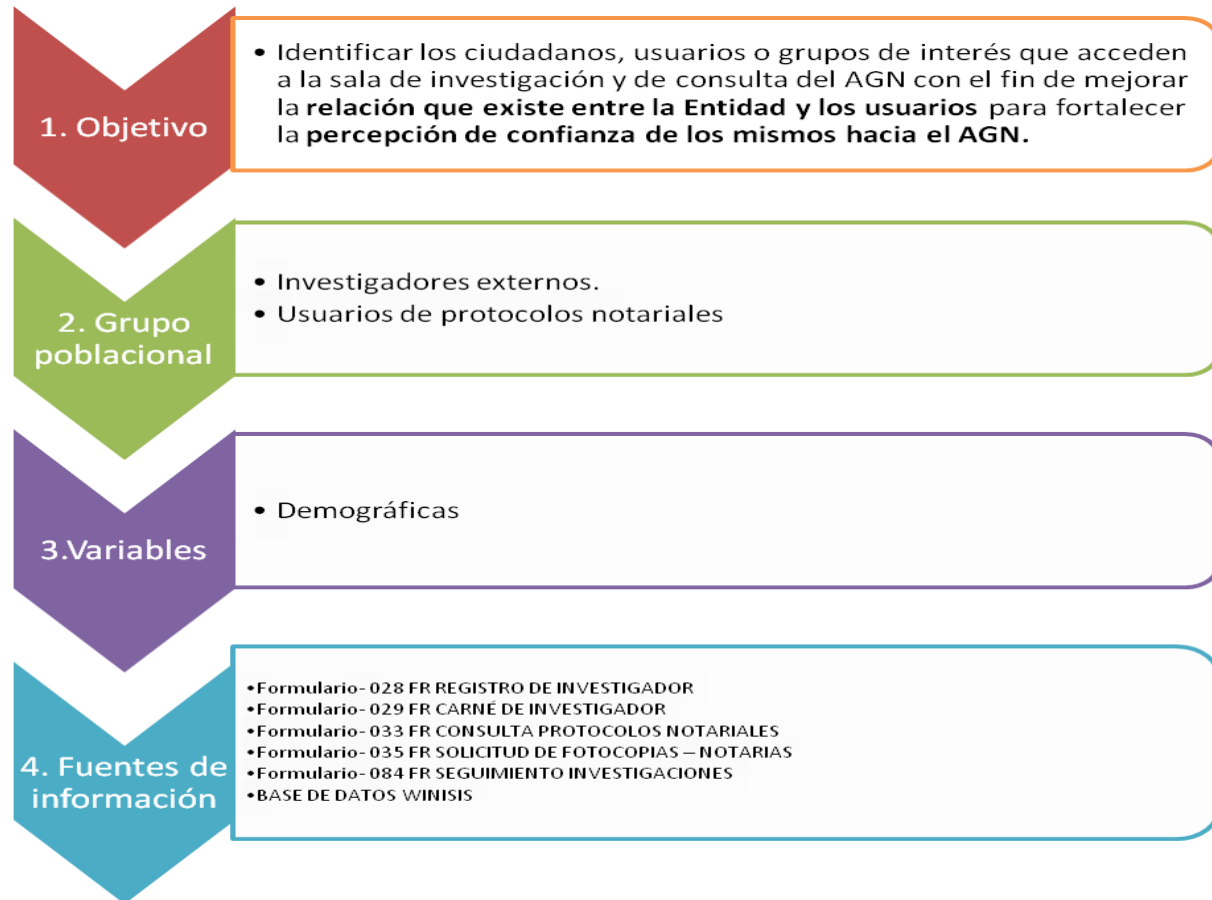 1. Objetivo
• Identificar los ciudadanos, usuarios o grupos de interés que acceden
a la sala de investigación y de consulta del AGN con el fin de mejorar
la relación que existe entre la Entidad y los usuarios para fortalecer
la percepción de confianza de los mismos hacia el AGN.
2. Grupo
poblacional
• Investigadores externos.
• Usuarios de protocolos notariales
3.Variables
• Demográficas
4. Fuentes de
información
•Formulario- 028 FR REGISTRO DE INVESTIGADOR
•Formulario- 029 FR CARNÉ DE INVESTIGADOR
•Formulario- 033 FR CONSULTA PROTOCOLOS NOTARIALES
•Formulario- 035 FR SOLICITUD DE FOTOCOPIAS – NOTARIAS
•Formulario- 084 FR SEGUIMIENTO INVESTIGACIONES
•BASE DE DATOS WINISIS